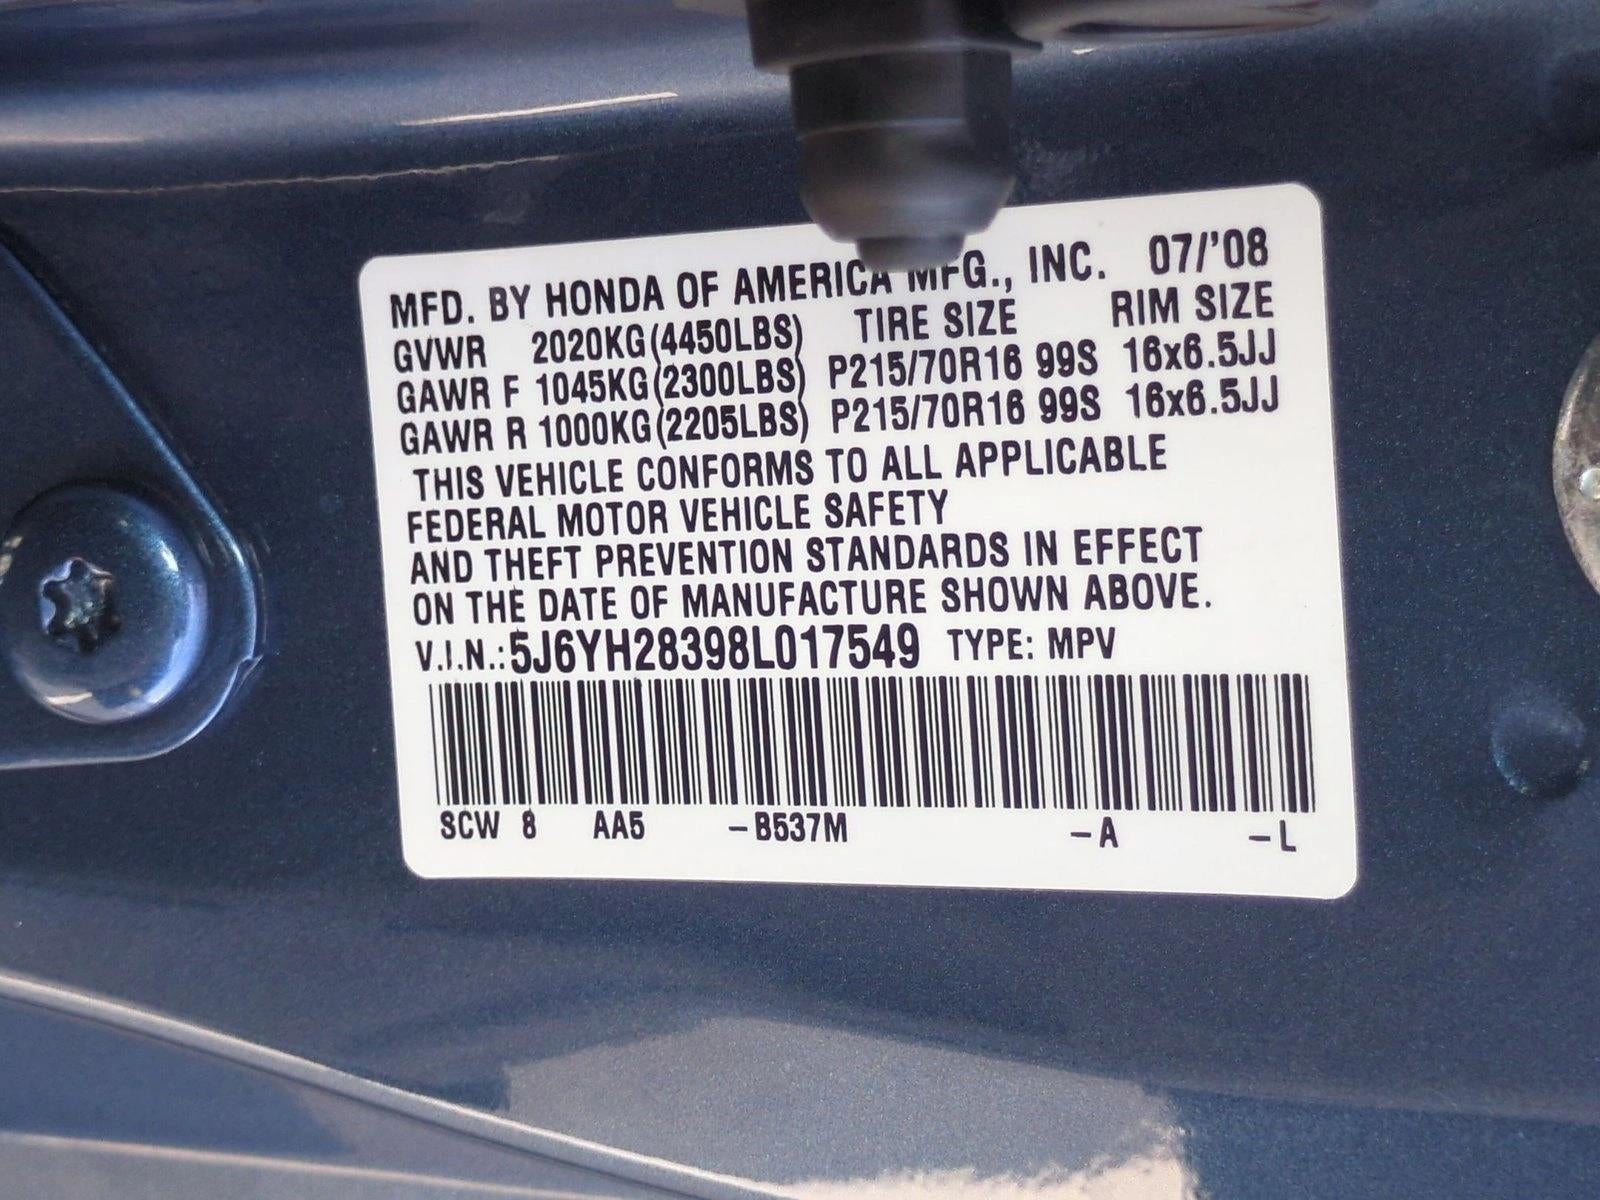 MFD. BY HONDA OF AMERICA MFG., INC. 07/'08
GVWR 2020KG(4450LBS) TIRE SIZE RIM SIZE
GAWR F 1045KG(2300LBS) P215/70R16 99S 16x6.5JJ
GAWR R 1000KG(2205LBS) P215/70R16 99S 16x6.5JJ
THIS VEHICLE CONFORMS TO ALL APPLICABLE
FEDERAL MOTOR VEHICLE SAFETY
AND THEFT PREVENTION STANDARDS IN EFFECT
ON THE DATE OF MANUFACTURE SHOWN ABOVE.
V.I.N.:5J6YH28398L017549 TYPE: MPV
SCW 8 AA5 -B537M -A -L